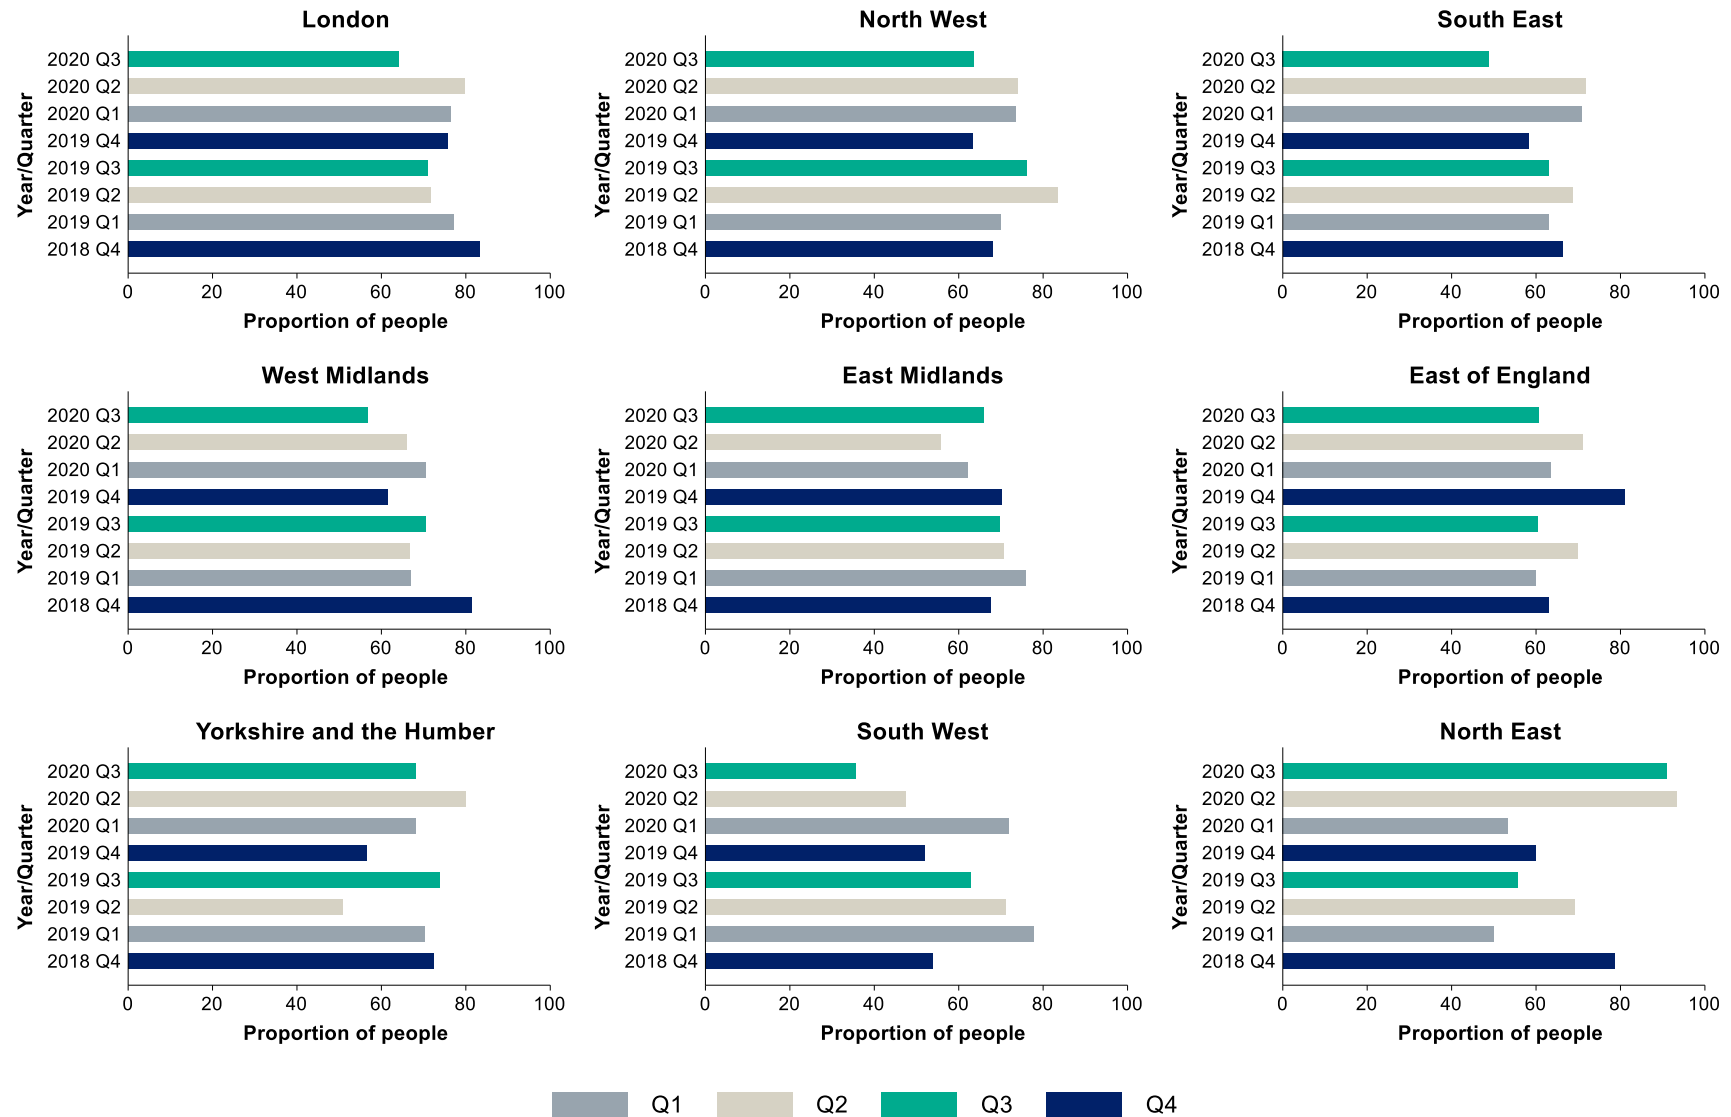 London
North West
South East
Year/Quarter
2020 Q3
2020 Q2
2020 Q1
2019 Q4
2019 Q3
2019 Q2
2019 Q1
2018 Q4
0 20 40 60 80 100
Proportion of people
Year/Quarter
2020 Q3
2020 Q2
2020 Q1
2019 Q4
2019 Q3
2019 Q2
2019 Q1
2018 Q4
0 20 40 60 80 100
Proportion of people
Year/Quarter
2020 Q3
2020 Q2
2020 Q1
2019 Q4
2019 Q3
2019 Q2
2019 Q1
2018 Q4
0 20 40 60 80 100
Proportion of people
West Midlands
East Midlands
East of England
Year/Quarter
2020 Q3
2020 Q2
2020 Q1
2019 Q4
2019 Q3
2019 Q2
2019 Q1
2018 Q4
0 20 40 60 80 100
Proportion of people
Year/Quarter
2020 Q3
2020 Q2
2020 Q1
2019 Q4
2019 Q3
2019 Q2
2019 Q1
2018 Q4
0 20 40 60 80 100
Proportion of people
Year/Quarter
2020 Q3
2020 Q2
2020 Q1
2019 Q4
2019 Q3
2019 Q2
2019 Q1
2018 Q4
0 20 40 60 80 100
Proportion of people
Yorkshire and the Humber
South West
North East
Year/Quarter
2020 Q3
2020 Q2
2020 Q1
2019 Q4
2019 Q3
2019 Q2
2019 Q1
2018 Q4
0 20 40 60 80 100
Proportion of people
Year/Quarter
2020 Q3
2020 Q2
2020 Q1
2019 Q4
2019 Q3
2019 Q2
2019 Q1
2018 Q4
0 20 40 60 80 100
Proportion of people
Year/Quarter
2020 Q3
2020 Q2
2020 Q1
2019 Q4
2019 Q3
2019 Q2
2019 Q1
2018 Q4
0 20 40 60 80 100
Proportion of people
Q1 Q2 Q3 Q4